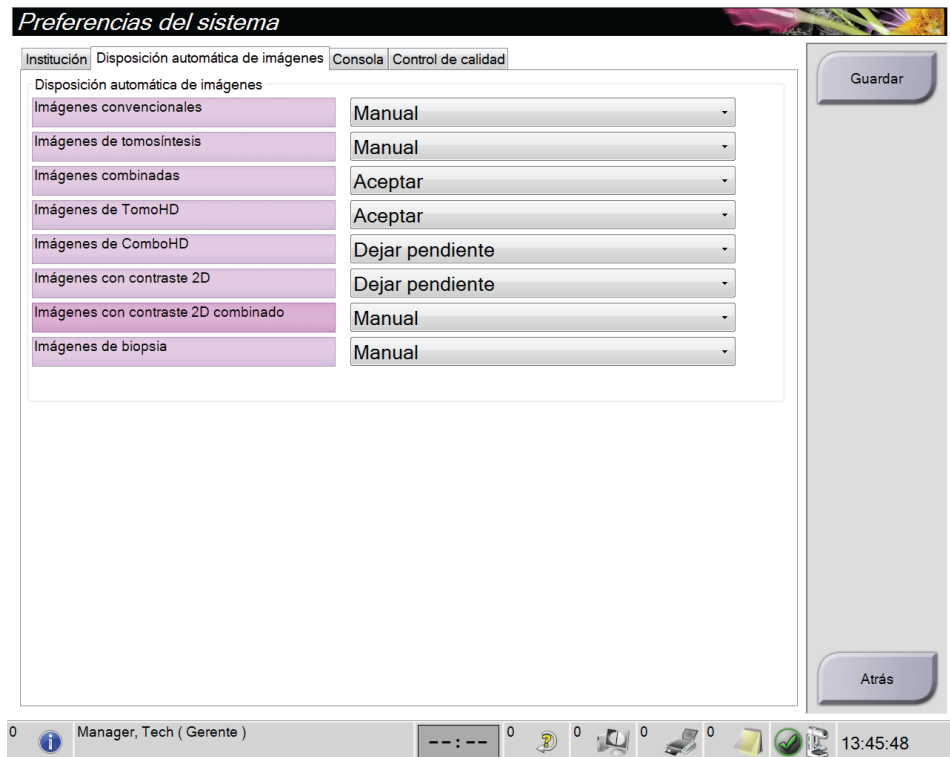 Preferencias del sistema
Institución Disposición automática de imágenes Consola Control de calidad
Guardar
Disposición automática de imágenes
Imágenes convencionales Manual
Imágenes de tomosíntesis Manual
Imágenes combinadas Aceptar
Imágenes de TomoHD Aceptar
Imágenes de ComboHD Dejar pendiente
Imágenes con contraste 2D Dejar pendiente
Imágenes con contraste 2D combinado Manual
Imágenes de biopsia Manual
Atrás
0 Manager, Tech ( Gerente ) --:-- 0 0 0 0 13:45:48